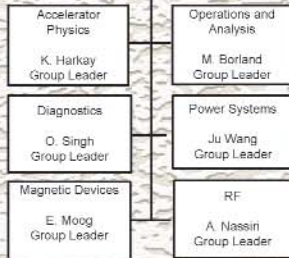 Accelerator
Physics
K. Harkay
Group Leader
Operations and
Analysis
M. Borland
Group Leader
Diagnostics
O. Singh
Group Leader
Power Systems
Ju Wang
Group Leader
Magnetic Devices
E. Moog
Group Leader
RF
A. Nassiri
Group Leader